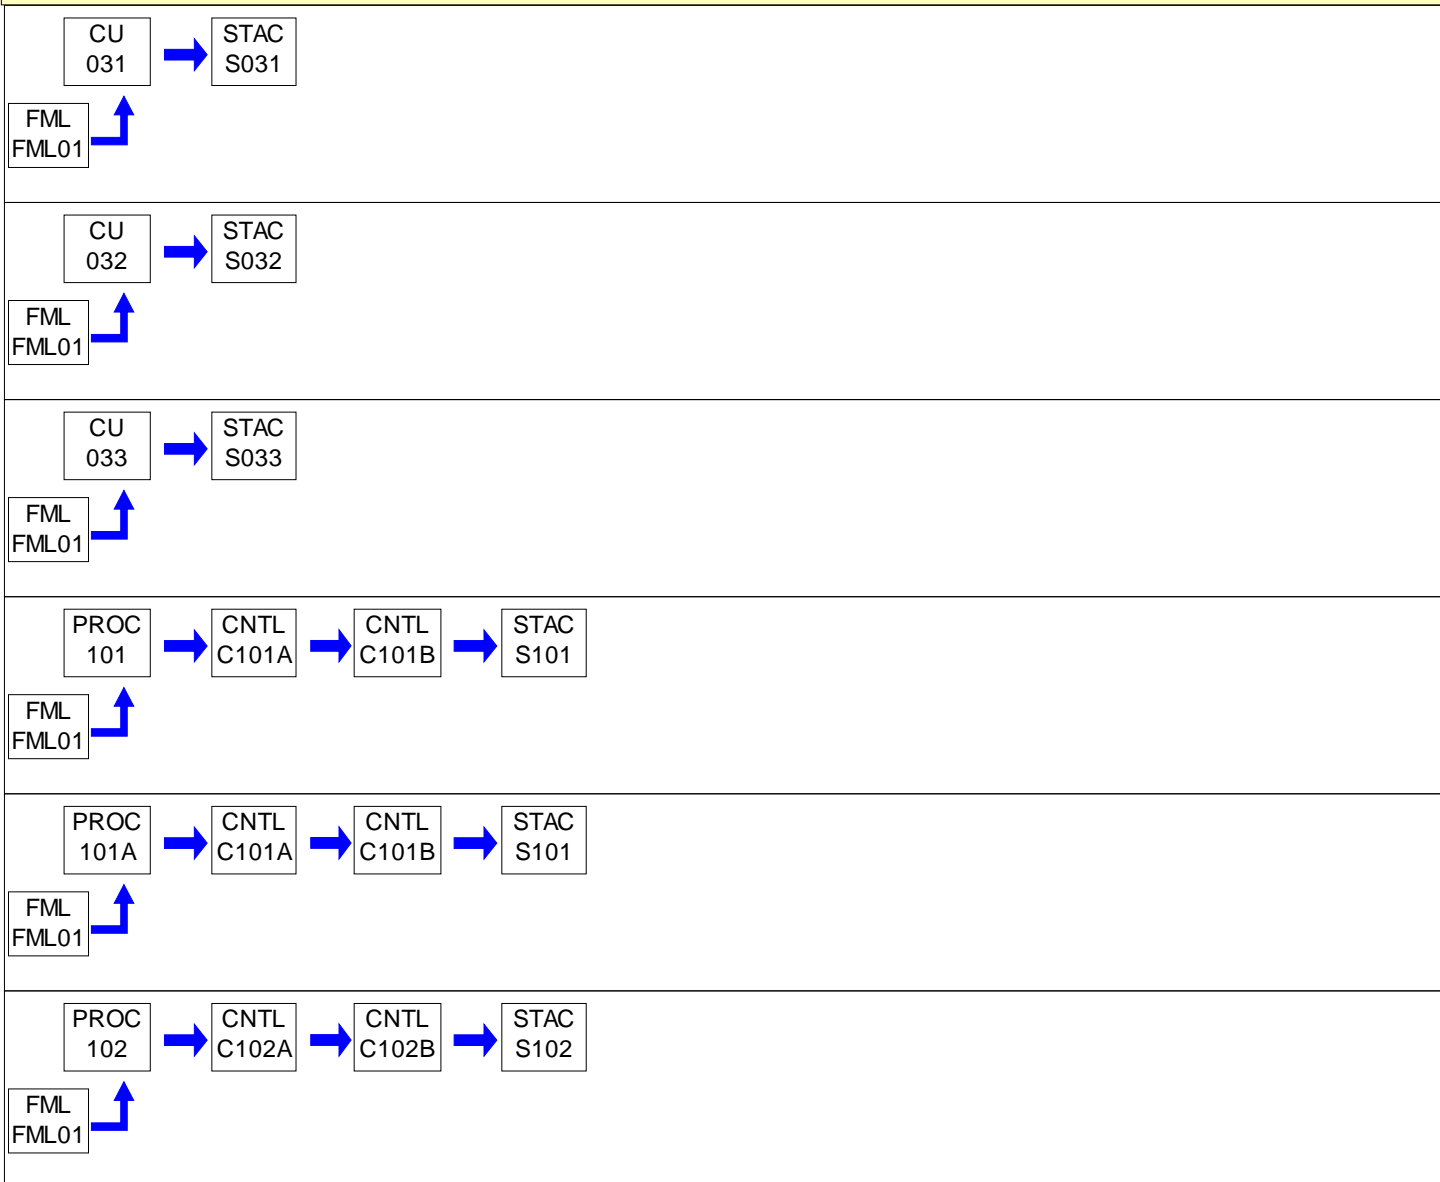 CU
031
STAC
S031
FML
FML01
CU
032
STAC
S032
FML
FML01
CU
033
STAC
S033
FML
FML01
PROC
101
CNTL
C101A
CNTL
C101B
STAC
S101
FML
FML01
PROC
101A
CNTL
C101A
CNTL
C101B
STAC
S101
FML
FML01
PROC
102
CNTL
C102A
CNTL
C102B
STAC
S102
FML
FML01